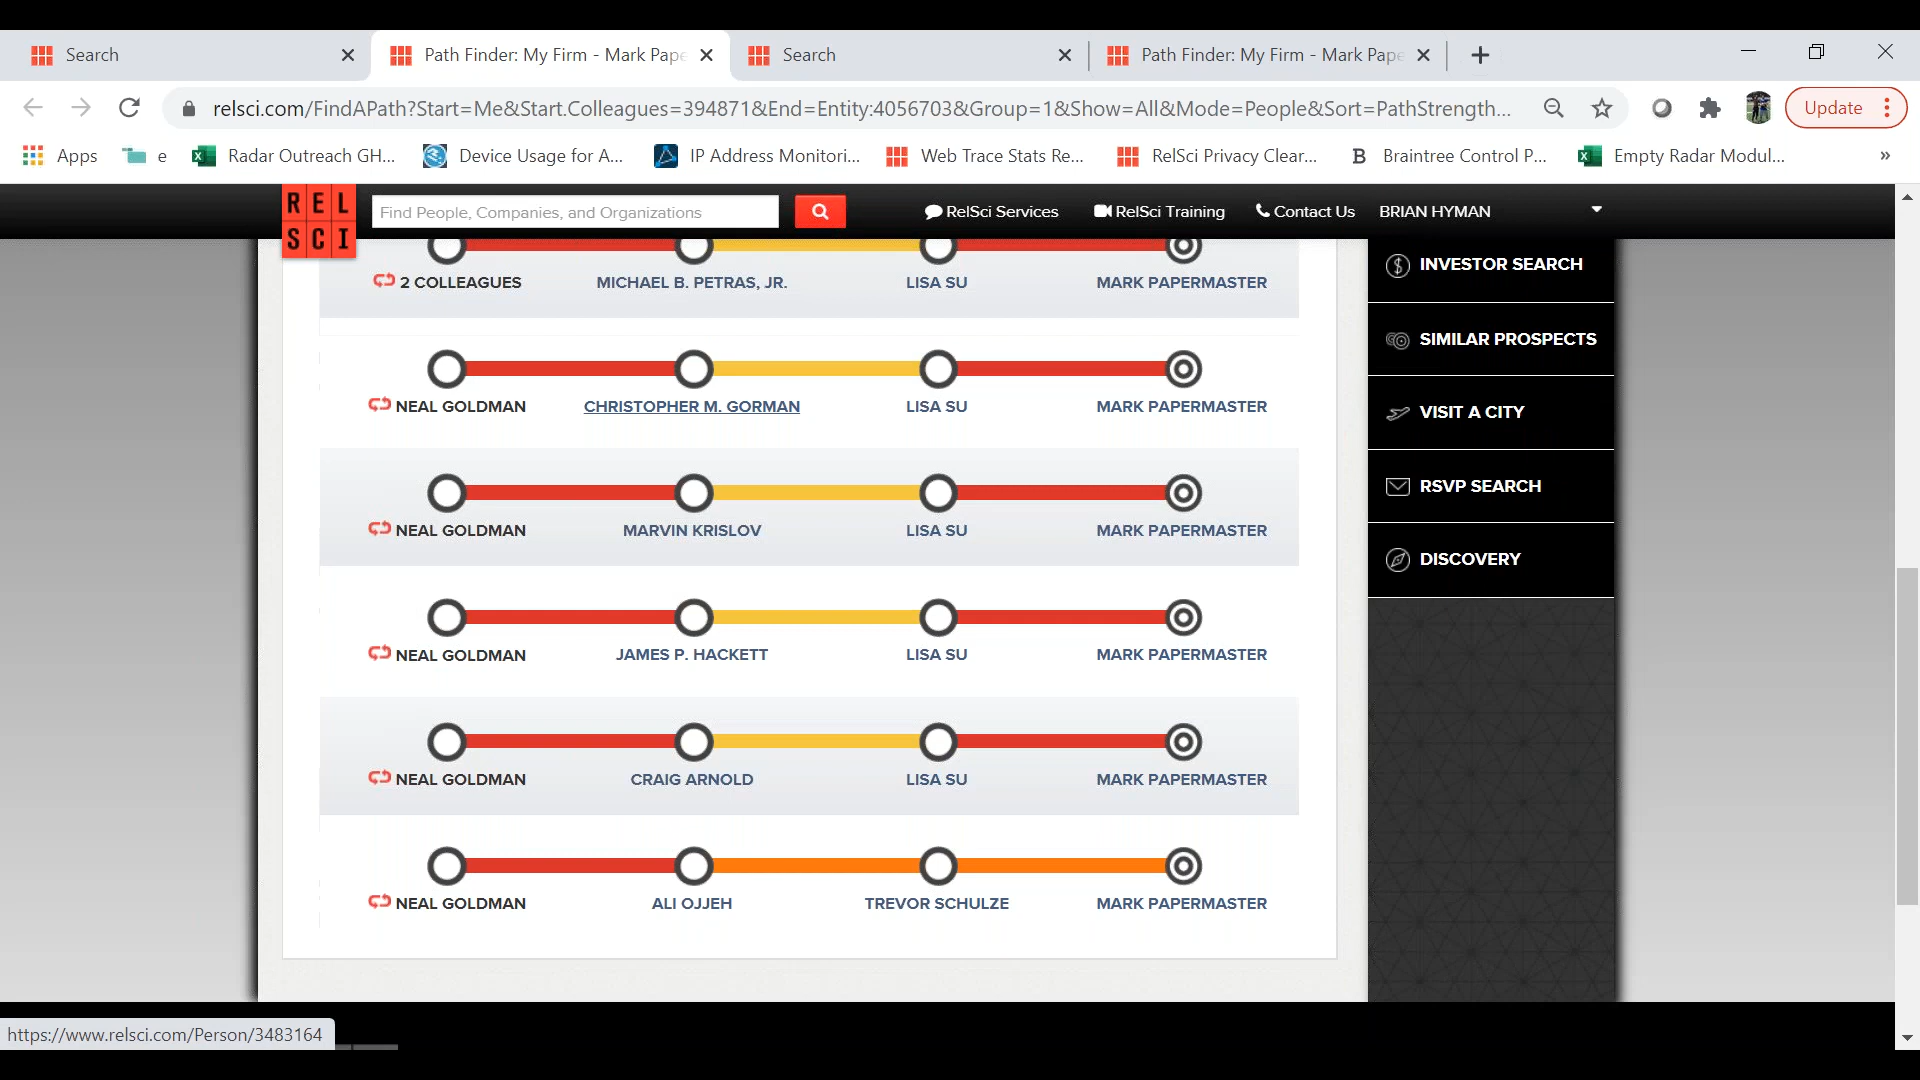 Search
Path Finder: My Firm - Mark Pape
Search
Path Finder: My Firm - Mark Pape
relsci.com/FindAPath?Start=Me&Start.Colleagues=394871&End=Entity:4056703&Group=1&Show=All&Mode=People&Sort=PathStrength...
Update
Apps
e
Radar Outreach GH...
Device Usage for A...
IP Address Monitori...
Web Trace Stats Re...
RelSci Privacy Clear...
Braintree Control P...
Empty Radar Modul...
»
REL
SCI
Find People, Companies, and Organizations
RelSci Services
RelSci Training
Contact Us
BRIAN HYMAN
2 COLLEAGUES
MICHAEL B. PETRAS, JR.
LISA SU
MARK PAPERMASTER
NEAL GOLDMAN
CHRISTOPHER M. GORMAN
LISA SU
MARK PAPERMASTER
NEAL GOLDMAN
MARVIN KRISLOV
LISA SU
MARK PAPERMASTER
NEAL GOLDMAN
JAMES P. HACKETT
LISA SU
MARK PAPERMASTER
NEAL GOLDMAN
CRAIG ARNOLD
LISA SU
MARK PAPERMASTER
NEAL GOLDMAN
ALI OJJEH
TREVOR SCHULZE
MARK PAPERMASTER
INVESTOR SEARCH
SIMILAR PROSPECTS
VISIT A CITY
RSVP SEARCH
DISCOVERY
https://www.relsci.com/Person/3483164